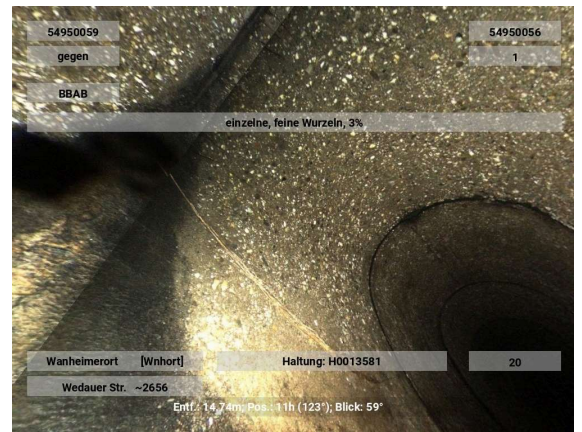 54950059
54950056
gegen
1
BBAB
einzelne, feine Wurzeln, 3%
Wanheimerort [Wnhort]
Haltung: H0013581
20
Wedauer Str. ~2656
Entf.: 14,74m; Pos.: 11h (123°); Blick: 59°